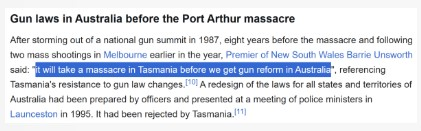 Gun laws in Australia before the Port Arthur massacre
After storming out of a national gun summit in 1987, eight years before the massacre and following
two mass shootings in Melbourne earlier in the year, Premier of New South Wales Barrie Unsworth
said: "it will take a massacre in Tasmania before we get gun reform in Australia", referencing
Tasmania's resistance to gun law changes.[10] A redesign of the laws for all states and territories of
Australia had been prepared by officers and presented at a meeting of police ministers in
Launceston in 1995. It had been rejected by Tasmania.[11]